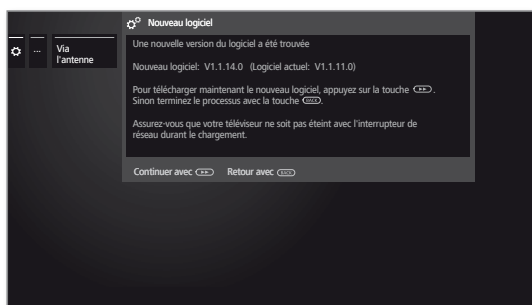 Nouveau logiciel
... Via
l'antenne
Une nouvelle version du logiciel a été trouvée
Nouveau logiciel: V1.1.14.0 (Logiciel actuel: V1.1.11.0)
Pour télécharger maintenant le nouveau logiciel, appuyez sur la touche ▶▶.
Sinon terminez le processus avec la touche BACK.
Assurez-vous que votre téléviseur ne soit pas éteint avec l'interrupteur de
réseau durant le chargement.
Continuer avec ▶▶ Retour avec BACK